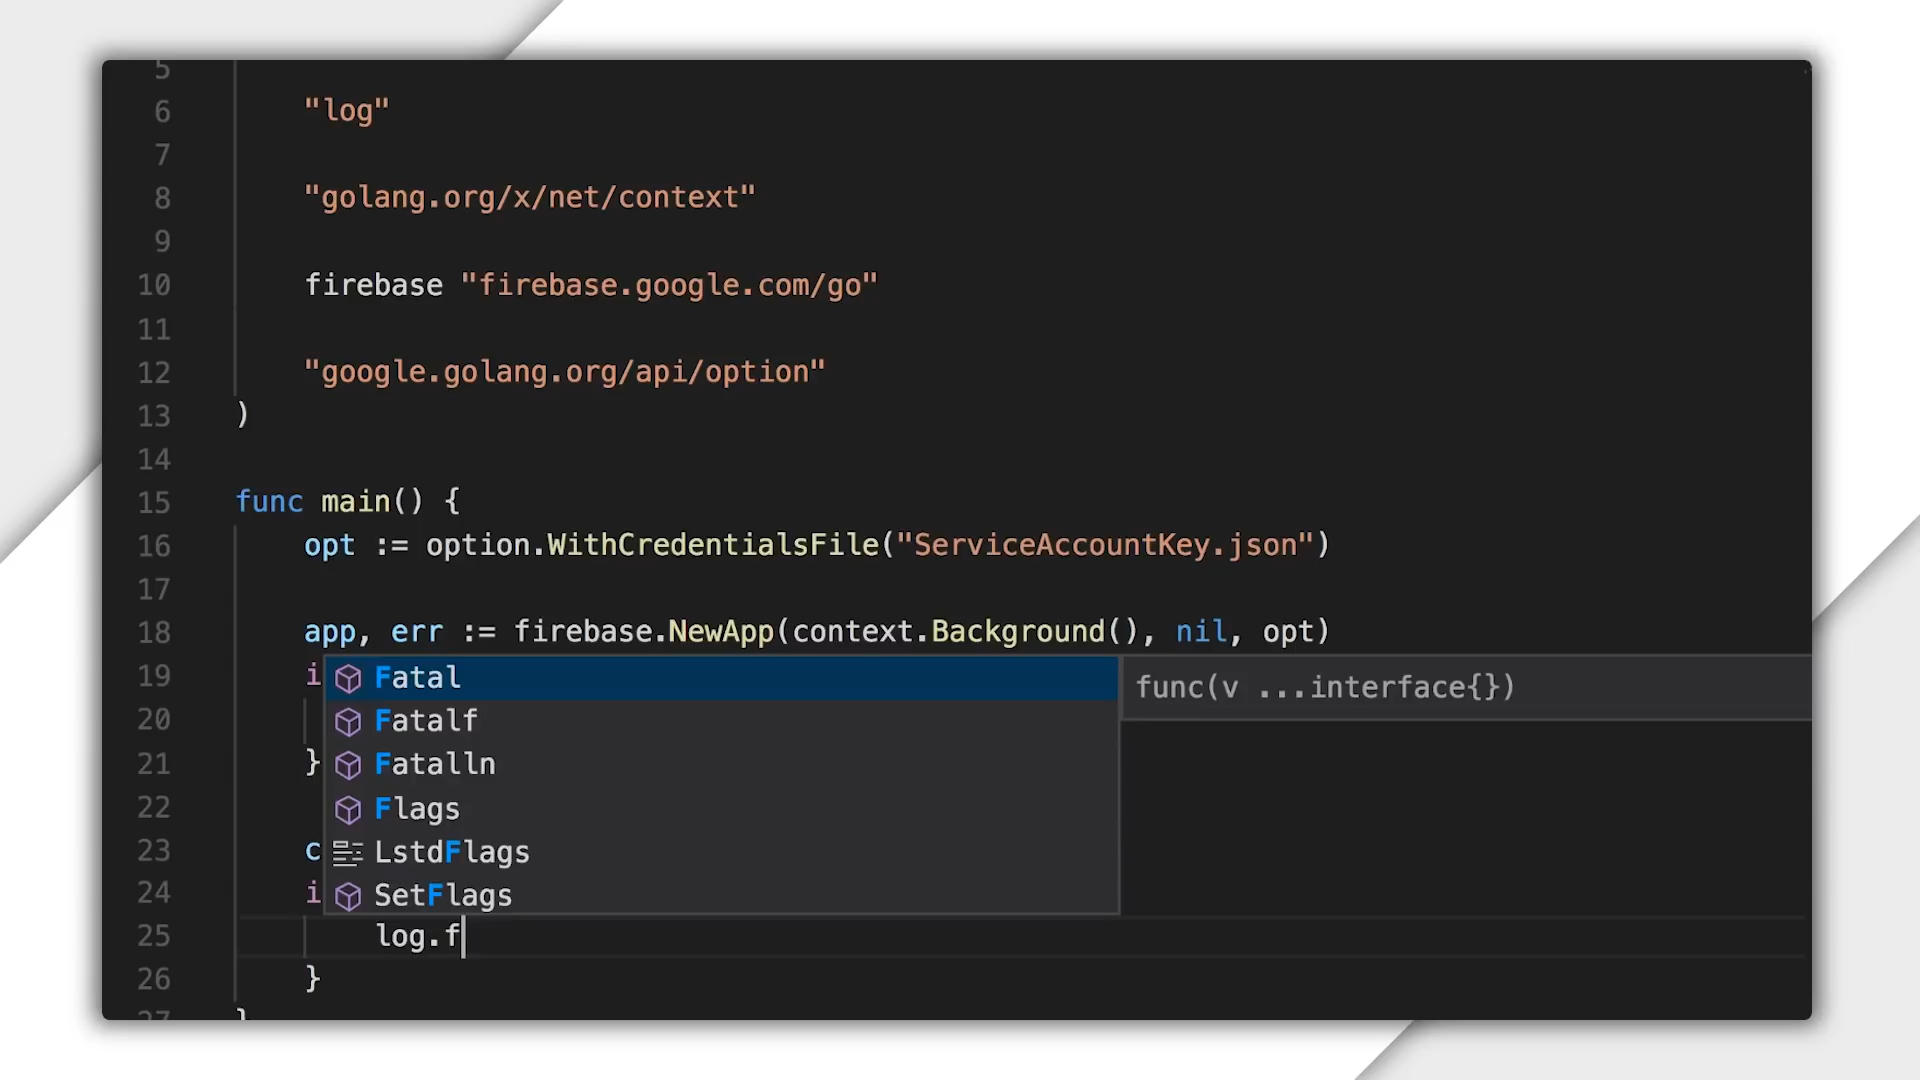 5
6 "log"
7
8 "golang.org/x/net/context"
9
10 firebase "firebase.google.com/go"
11
12 "google.golang.org/api/option"
13 )
14
15 func main() {
16 opt := option.WithCredentialsFile("ServiceAccountKey.json")
17
18 app, err := firebase.NewApp(context.Background(), nil, opt)
19 i Fatal func(v ...interface{})
20 Fatalf
21 } Fatalln
22 Flags
23 c LstdFlags
24 i SetFlags
25 log.f
26 }
27 }